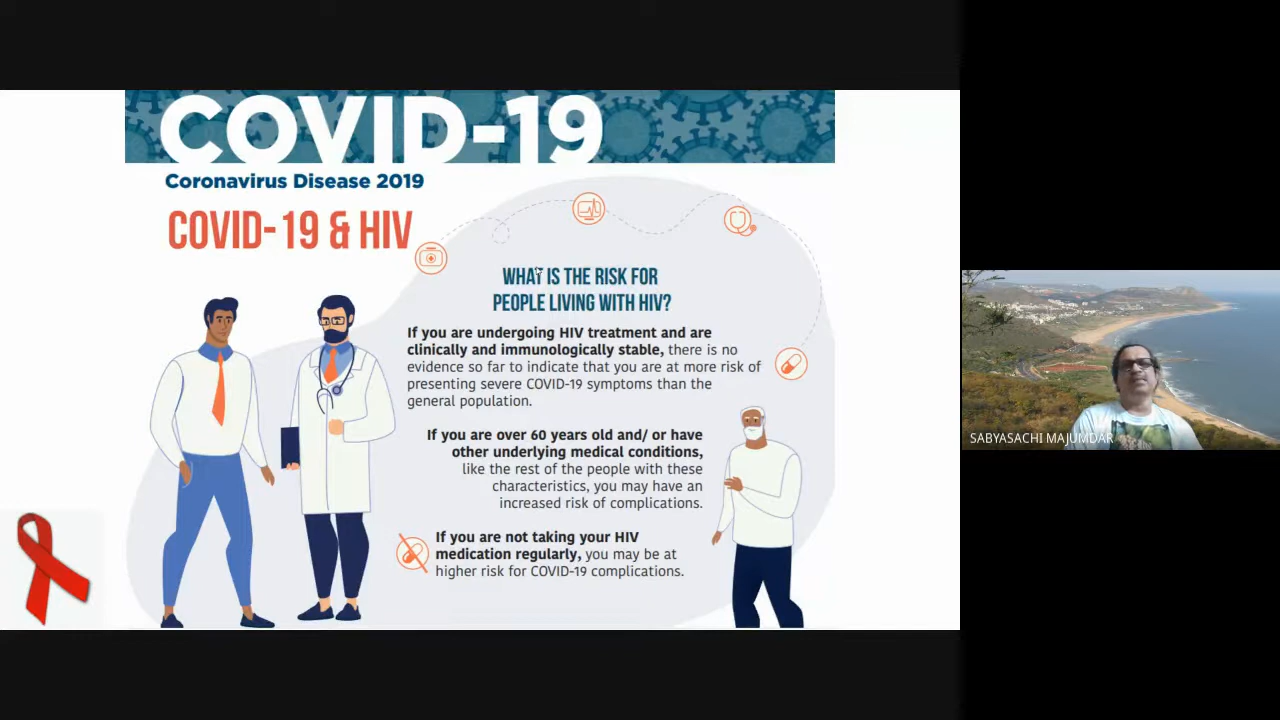 COVID-19
Coronavirus Disease 2019
COVID-19 & HIV
WHAT IS THE RISK FOR
PEOPLE LIVING WITH HIV?
If you are undergoing HIV treatment and are
clinically and immunologically stable, there is no
evidence so far to indicate that you are at more risk of
presenting severe COVID-19 symptoms than the
general population.
If you are over 60 years old and/ or have
other underlying medical conditions,
like the rest of the people with these
characteristics, you may have an
increased risk of complications.
If you are not taking your HIV
medication regularly, you may be at
higher risk for COVID-19 complications.
SABYASACHI MAJUMDAR